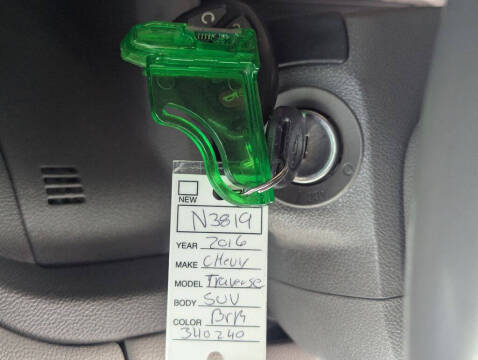 C
NEW
N3819
YEAR 2016
MAKE Chevy
MODEL Traverse
BODY SUV
COLOR Brn
340240